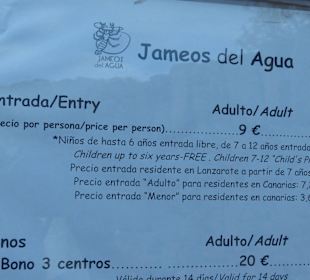 JAMEOS
del AGUA
Jameos del Agua
ntrada/Entry Adulto/Adult
ecio por persona/price per person)................... 9 €............
*Niños de hasta 6 años entrada libre, de 7 a 12 años entrada
Children up to six years-FREE . Children 7-12 "Child's P
Precio entrada residente en Lanzarote a partir de 7 años
Precio entrada "Adulto" para residentes en Canarias: 7,
Precio entrada "Menor" para residentes en canarias: 3,
nos Adulto/Adult
Bono 3 centros............ ................20 €............
Válido durante 14 días/Valid for 14 days